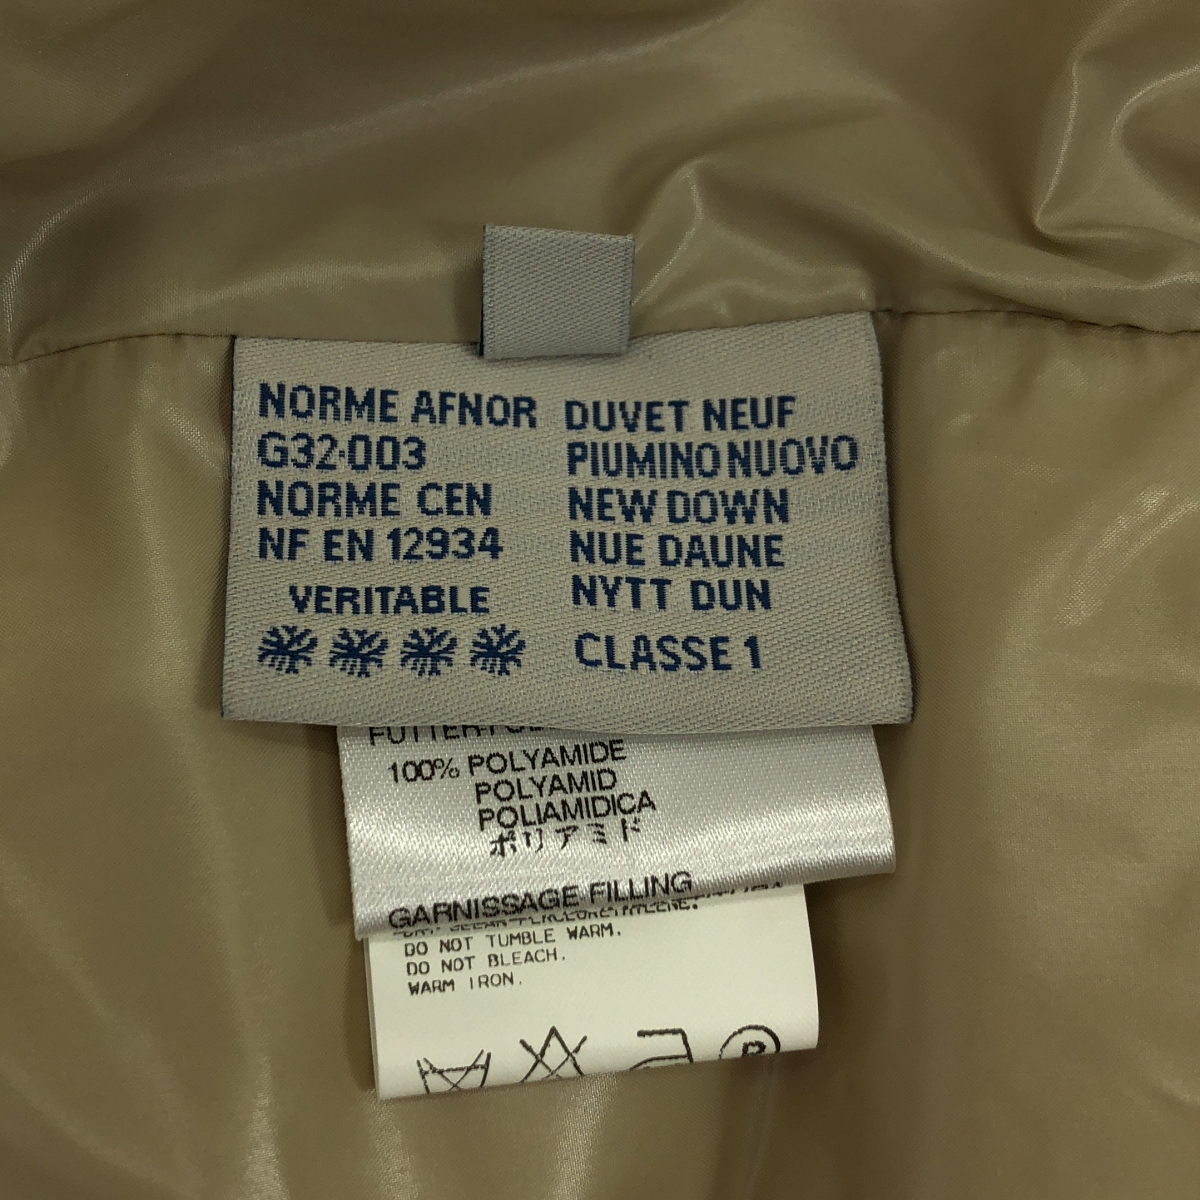 NORME AFNOR
G32·003
NORME CEN
NF EN 12934
VERITABLE
DUVET NEUF
PIUMINO NUOVO
NEW DOWN
NUE DAUNE
NYTT DUN
CLASSE 1
100% POLYAMIDE
POLYAMID
POLIAMIDICA
ポリアミド
GARNISSAGE-FILLING
DO NOT TUMBLE WARM.
DO NOT BLEACH.
WARM IRON.
P